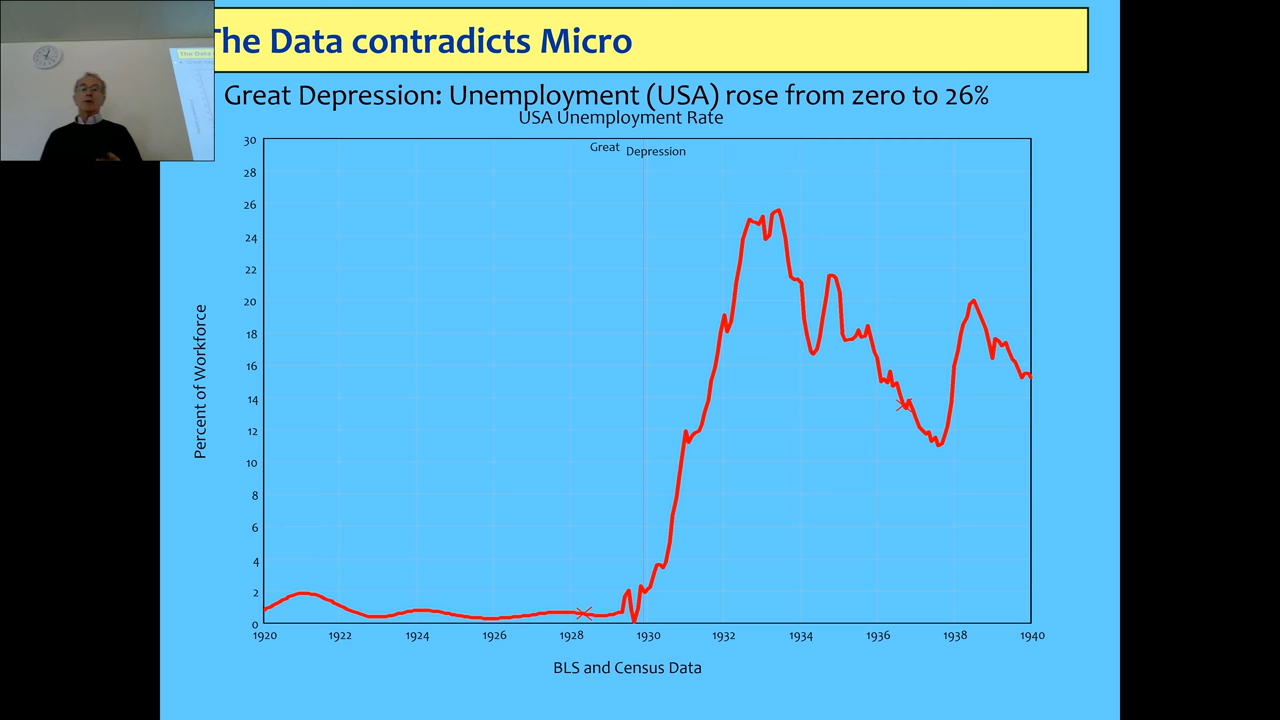 The Data contradicts Micro
Great Depression: Unemployment (USA) rose from zero to 26%
USA Unemployment Rate
Great Depression
30
28
26
24
22
20
18
16
14
12
10
8
6
4
2
0
Percent of Workforce
1920 1922 1924 1926 1928 1930 1932 1934 1936 1938 1940
BLS and Census Data